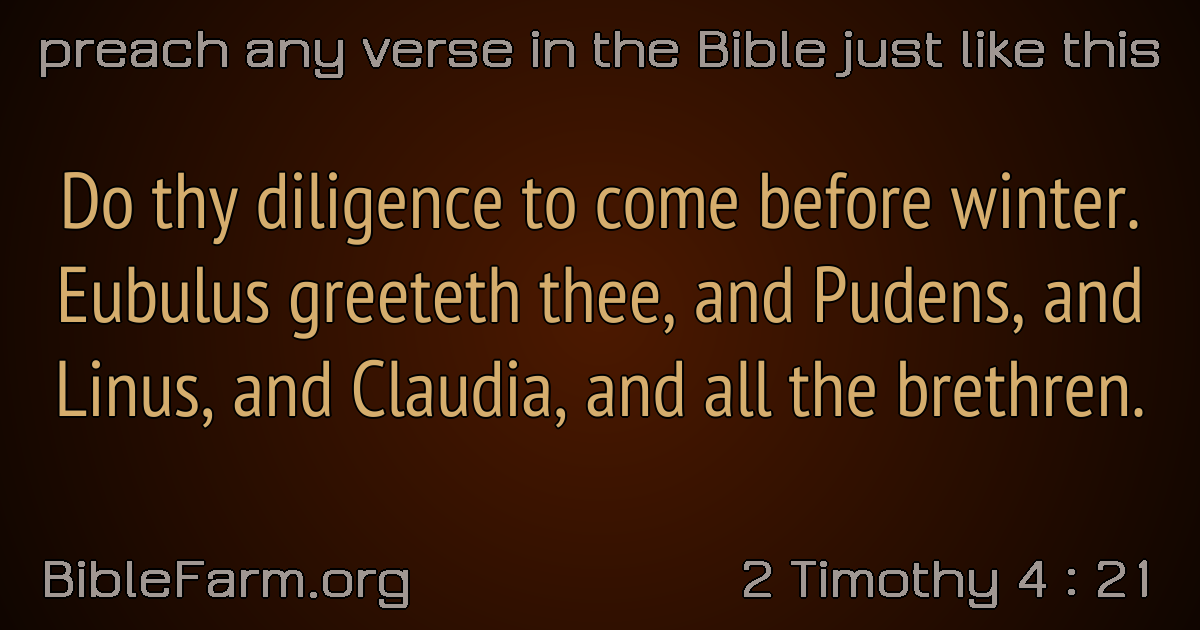 preach any verse in the Bible just like this
Do thy diligence to come before winter.
Eubulus greeteth thee, and Pudens, and
Linus, and Claudia, and all the brethren.
BibleFarm.org
2 Timothy 4 : 21